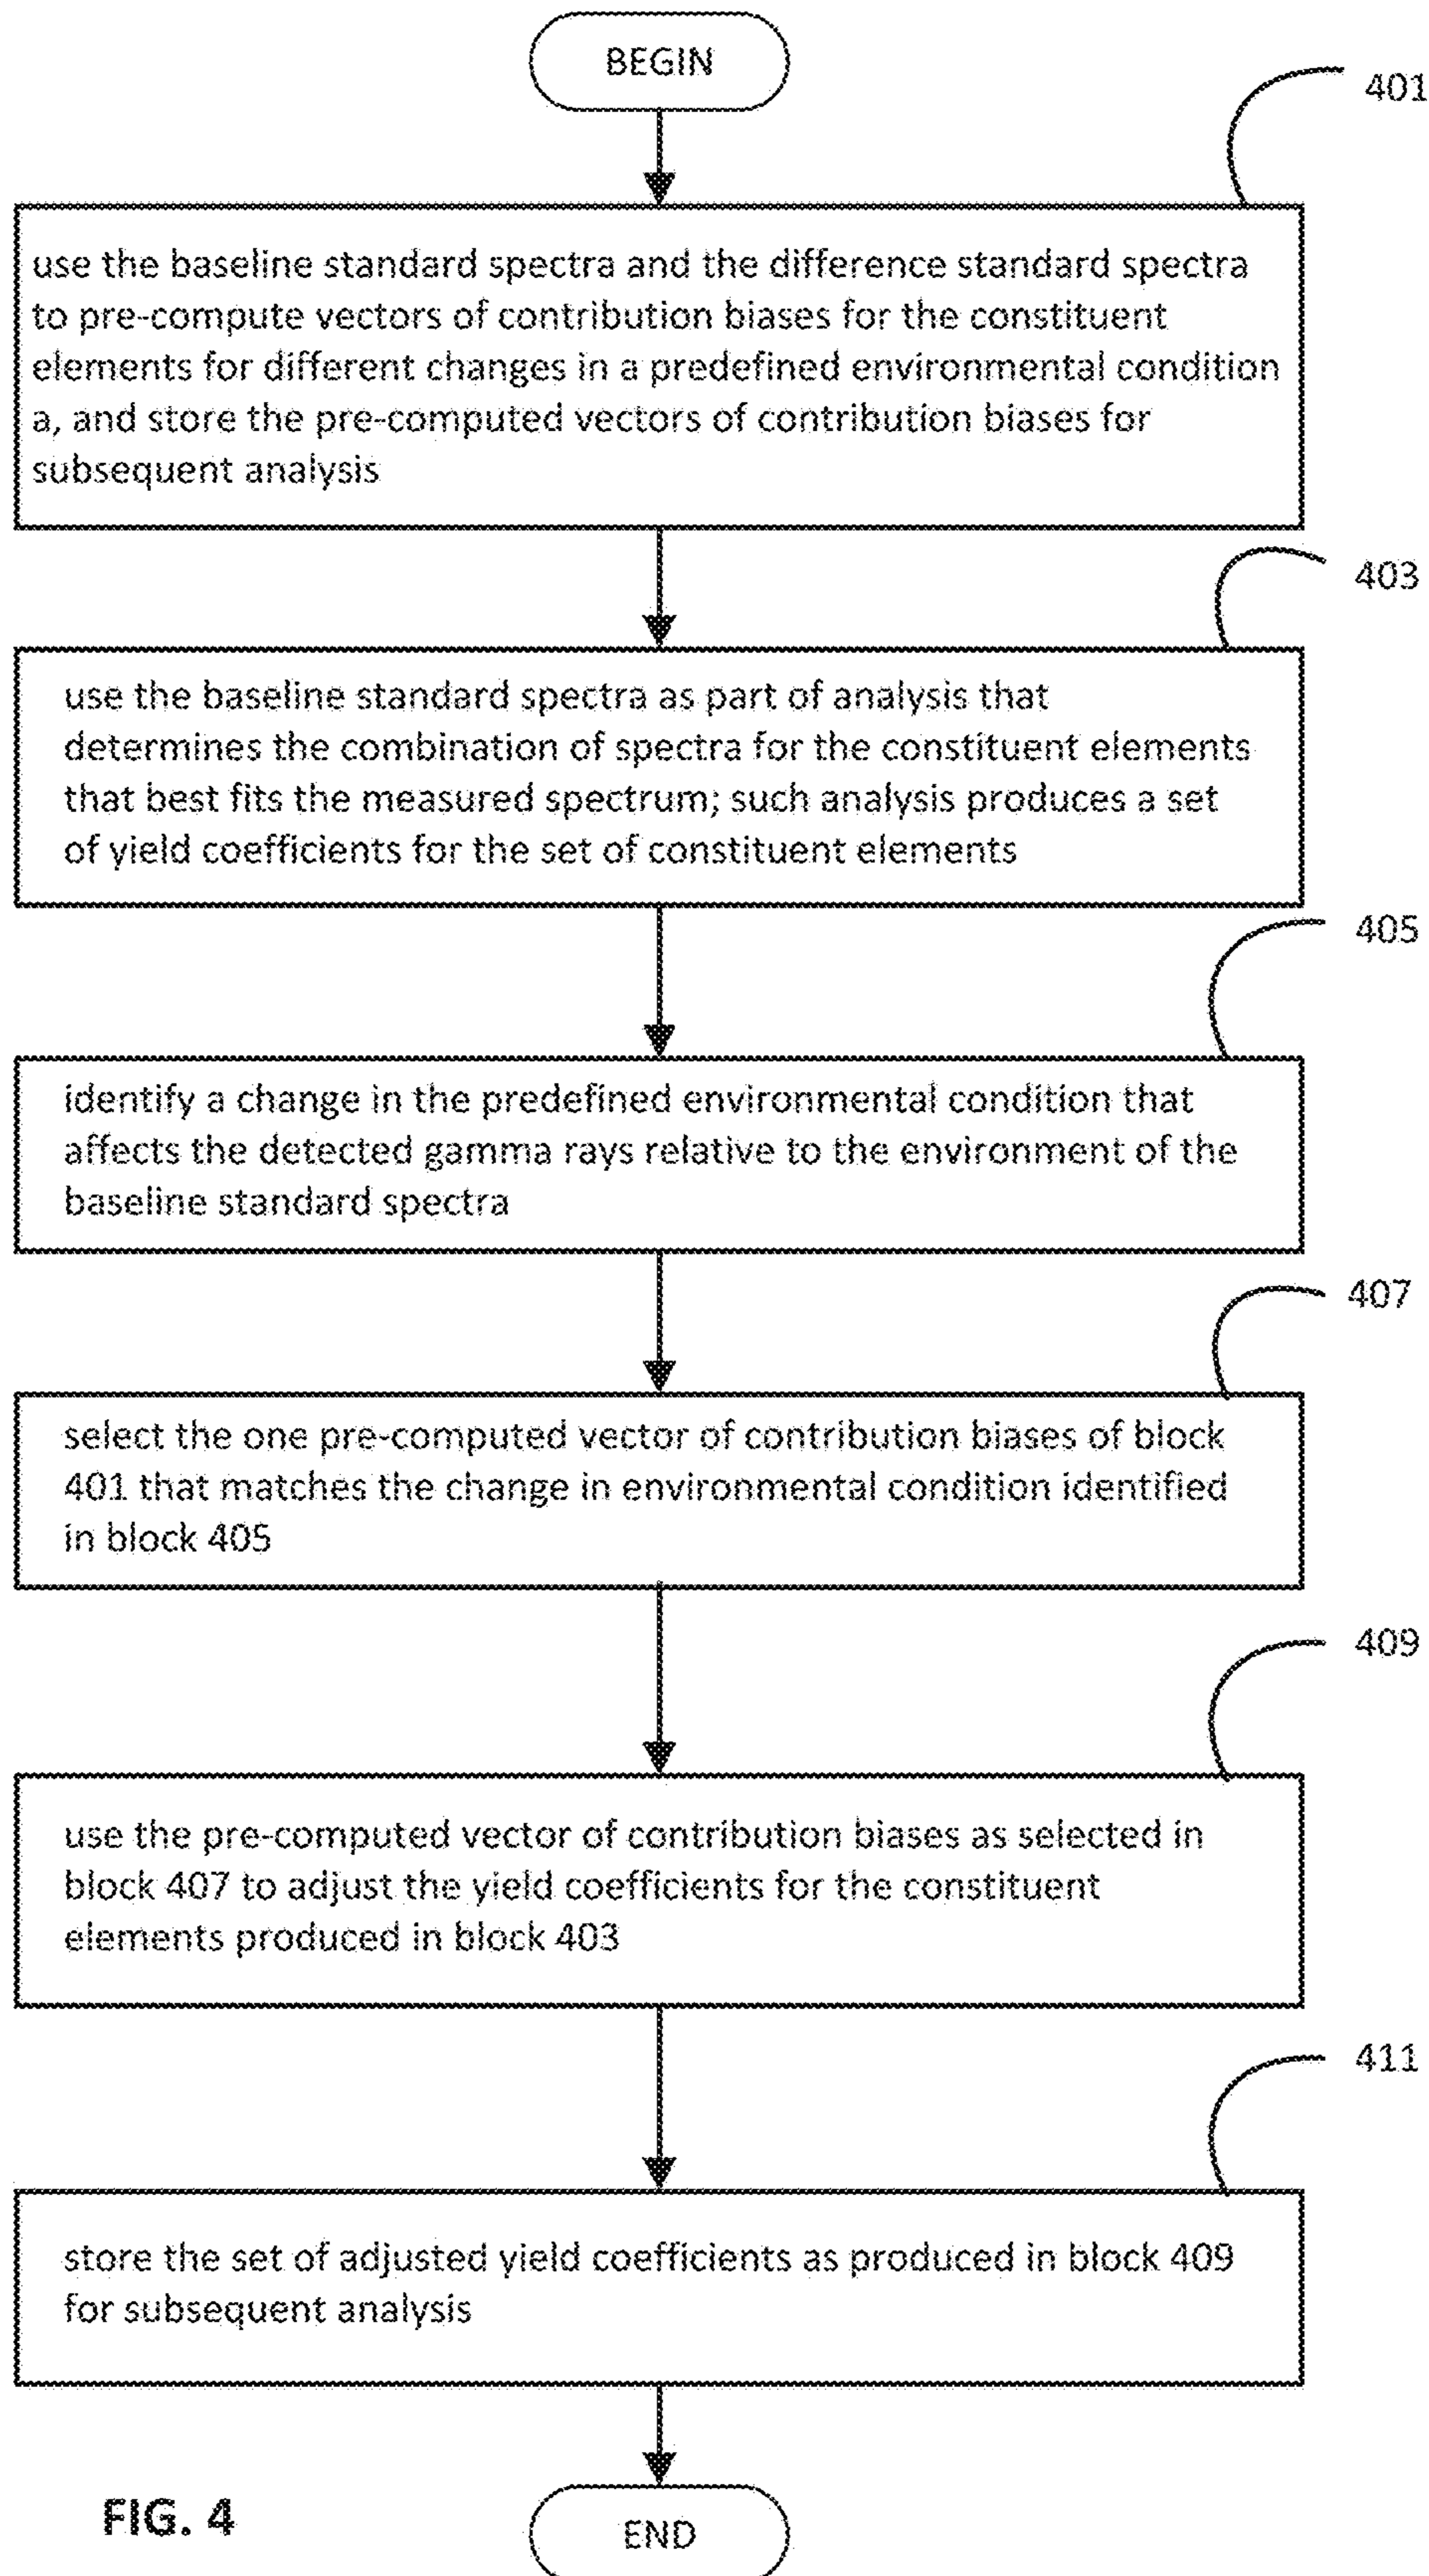 BEGIN
401
use the baseline standard spectra and the difference standard spectra
to pre-compute vectors of contribution biases for the constituent
elements for different changes in a predefined environmental condition
a, and store the pre-computed vectors of contribution biases for
subsequent analysis
403
use the baseline standard spectra as part of analysis that
determines the combination of spectra for the constituent elements
that best fits the measured spectrum; such analysis produces a set
of yield coefficients for the set of constituent elements
405
identify a change in the predefined environmental condition that
affects the detected gamma rays relative to the environment of the
baseline standard spectra
407
select the one pre-computed vector of contribution biases of block
401 that matches the change in environmental condition identified
in block 405
409
use the pre-computed vector of contribution biases as selected in
block 407 to adjust the yield coefficients for the constituent
elements produced in block 403
411
store the set of adjusted yield coefficients as produced in block 409
for subsequent analysis
FIG. 4
END